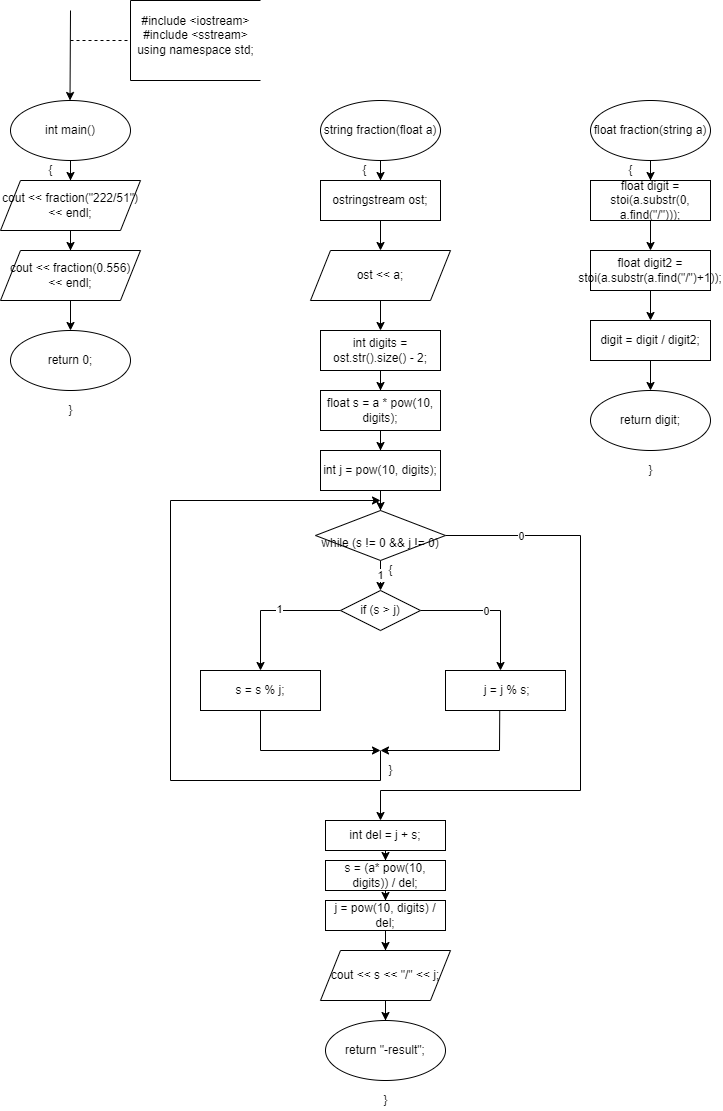 #include <iostream>
#include <sstream>
using namespace std;
int main()
{
cout << fraction("222/51")
<< endl;
cout << fraction(0.556)
<< endl;
return 0;
}
string fraction(float a)
{
ostringstream ost;
ost << a;
int digits =
ost.str().size() - 2;
float s = a * pow(10,
digits);
int j = pow(10, digits);
while (s != 0 && j != 0)
0
1
{
if (s > j)
1
0
s = s % j;
j = j % s;
}
int del = j + s;
s = (a* pow(10,
digits)) / del;
j = pow(10, digits) /
del;
cout << s << "/" << j;
return "-result";
}
float fraction(string a)
{
float digit =
stoi(a.substr(0,
a.find("/")));
float digit2 =
stoi(a.substr(a.find("/")+1));
digit = digit / digit2;
return digit;
}